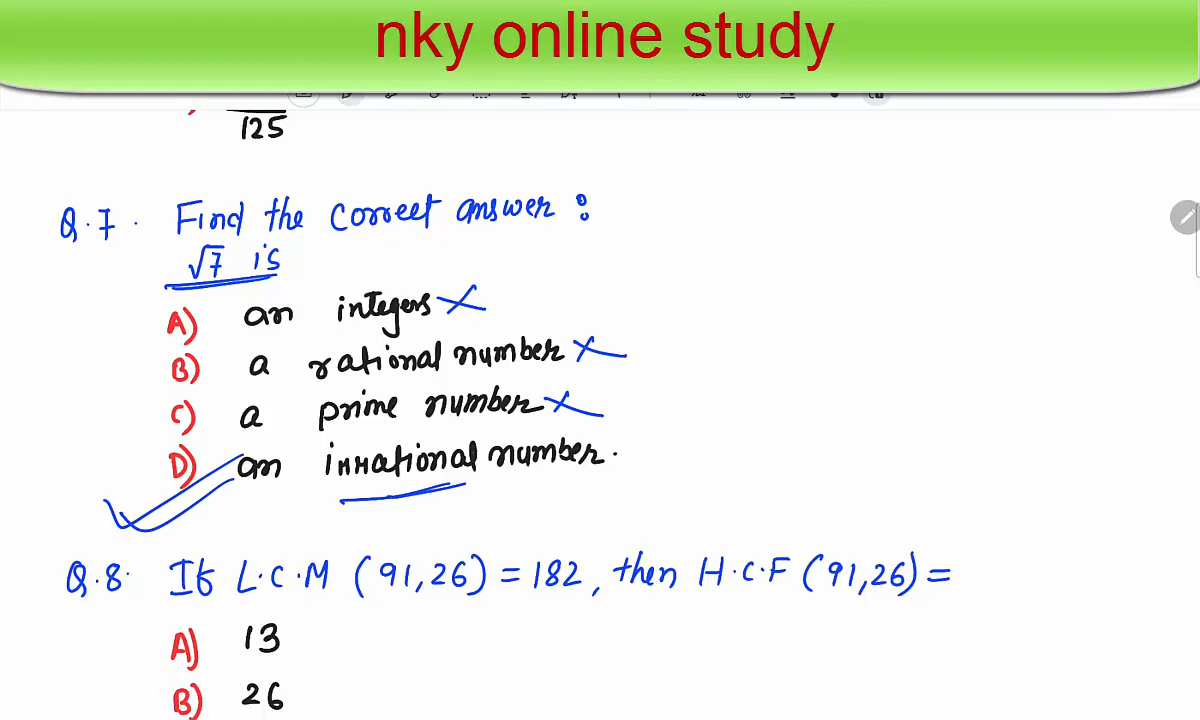 nky online study
125
Q.7. Find the correct answer :
√7 is
A) an integers
B) a rational number
C) a prime number
D) an irrational number.
Q.8. If L.C.M (91,26) = 182, then H.C.F (91,26) =
A) 13
B) 26